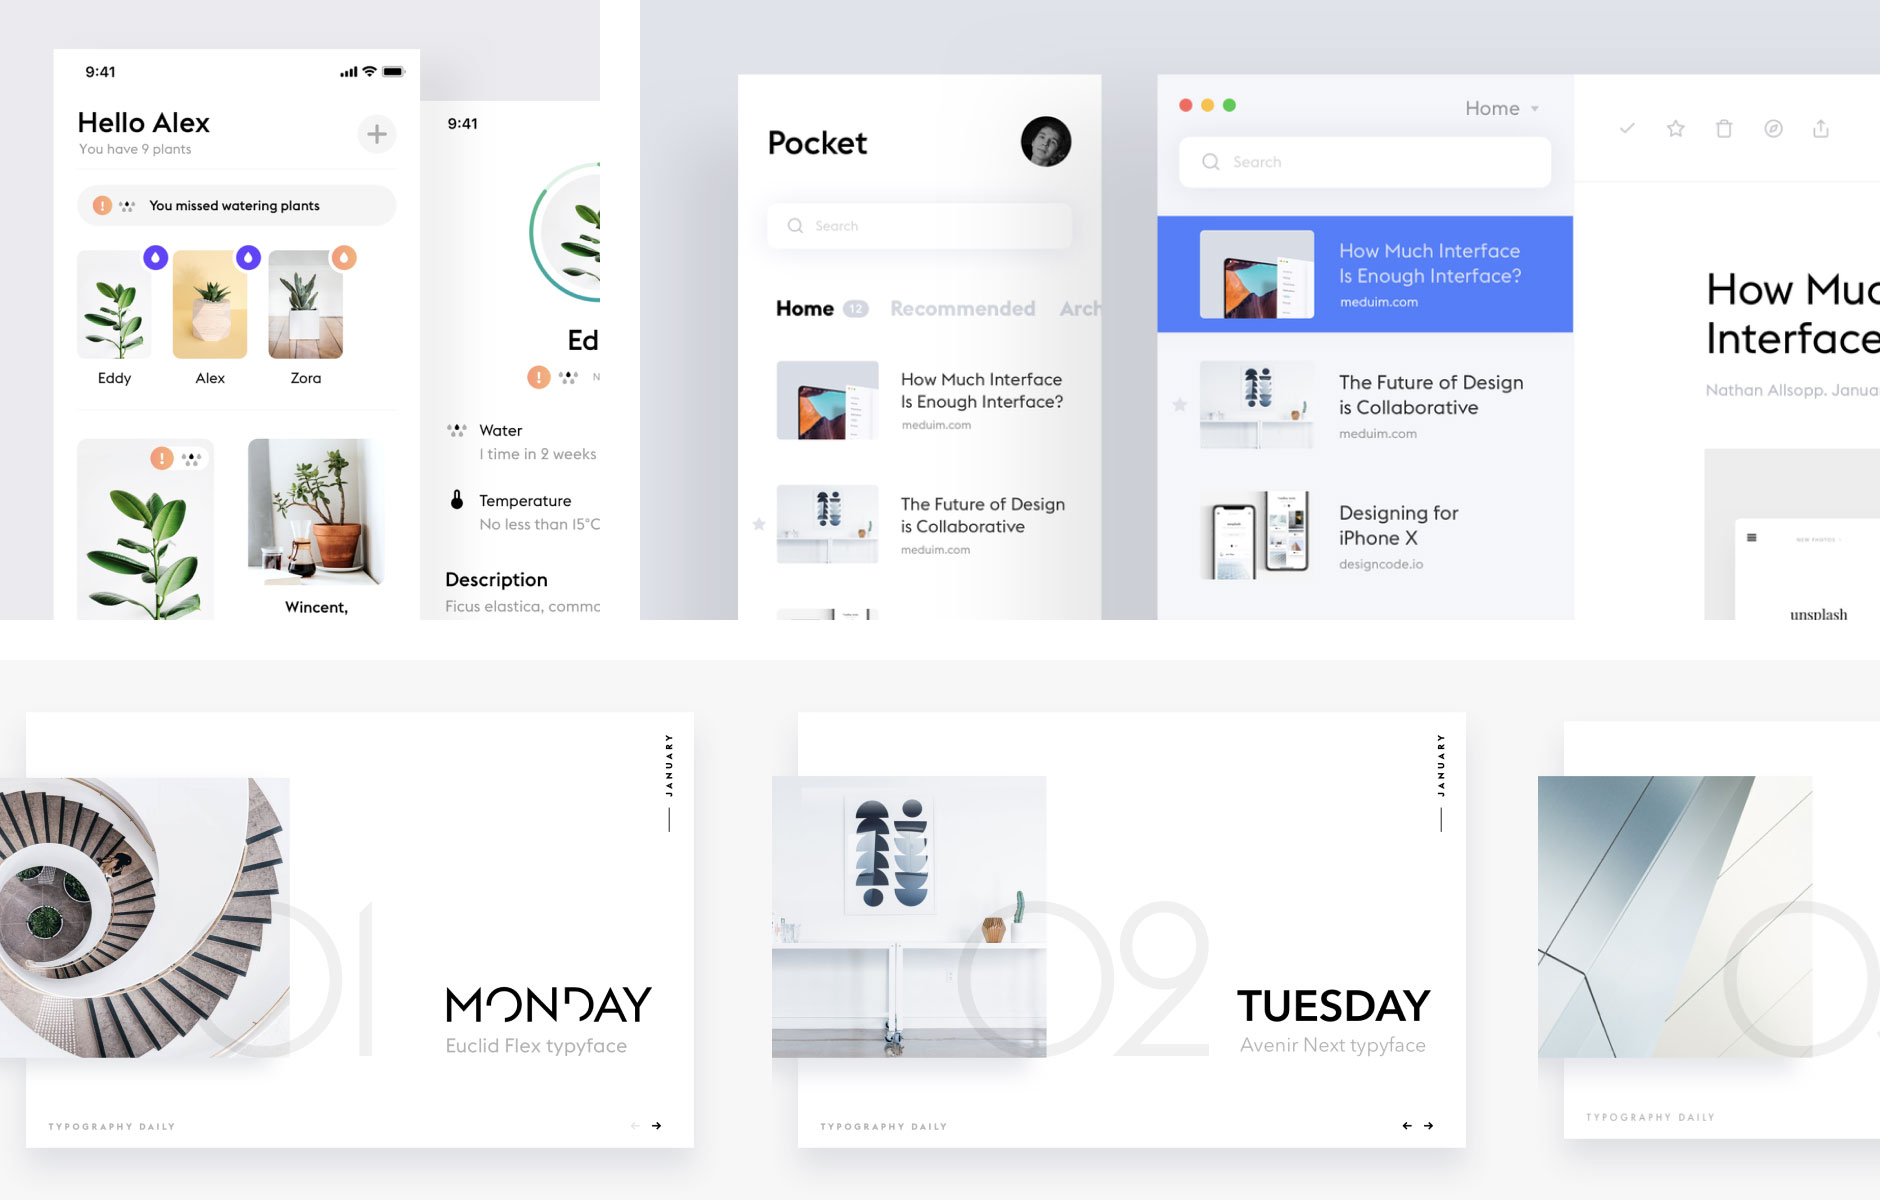 9:41
Hello Alex
You have 9 plants
You missed watering plants
Eddy
Alex
Zora
Wincent,
9:41
Ed
N
Water
1 time in 2 weeks
Temperature
No less than 15°C
Description
Ficus elastica, commo
Pocket
Search
Home 12 Recommended Arch
How Much Interface
Is Enough Interface?
meduim.com
The Future of Design
is Collaborative
meduim.com
Home
Search
How Much Interface
Is Enough Interface?
meduim.com
The Future of Design
is Collaborative
meduim.com
Designing for
iPhone X
designcode.io
How Muc
Interface
Nathan Allsopp. Janua
NEW PHOTOS
unsplash
JANUARY
01
MONDAY
Euclid Flex typyface
TYPOGRAPHY DAILY
JANUARY
02
TUESDAY
Avenir Next typyface
TYPOGRAPHY DAILY
0
TYPOGRAPHY DAILY